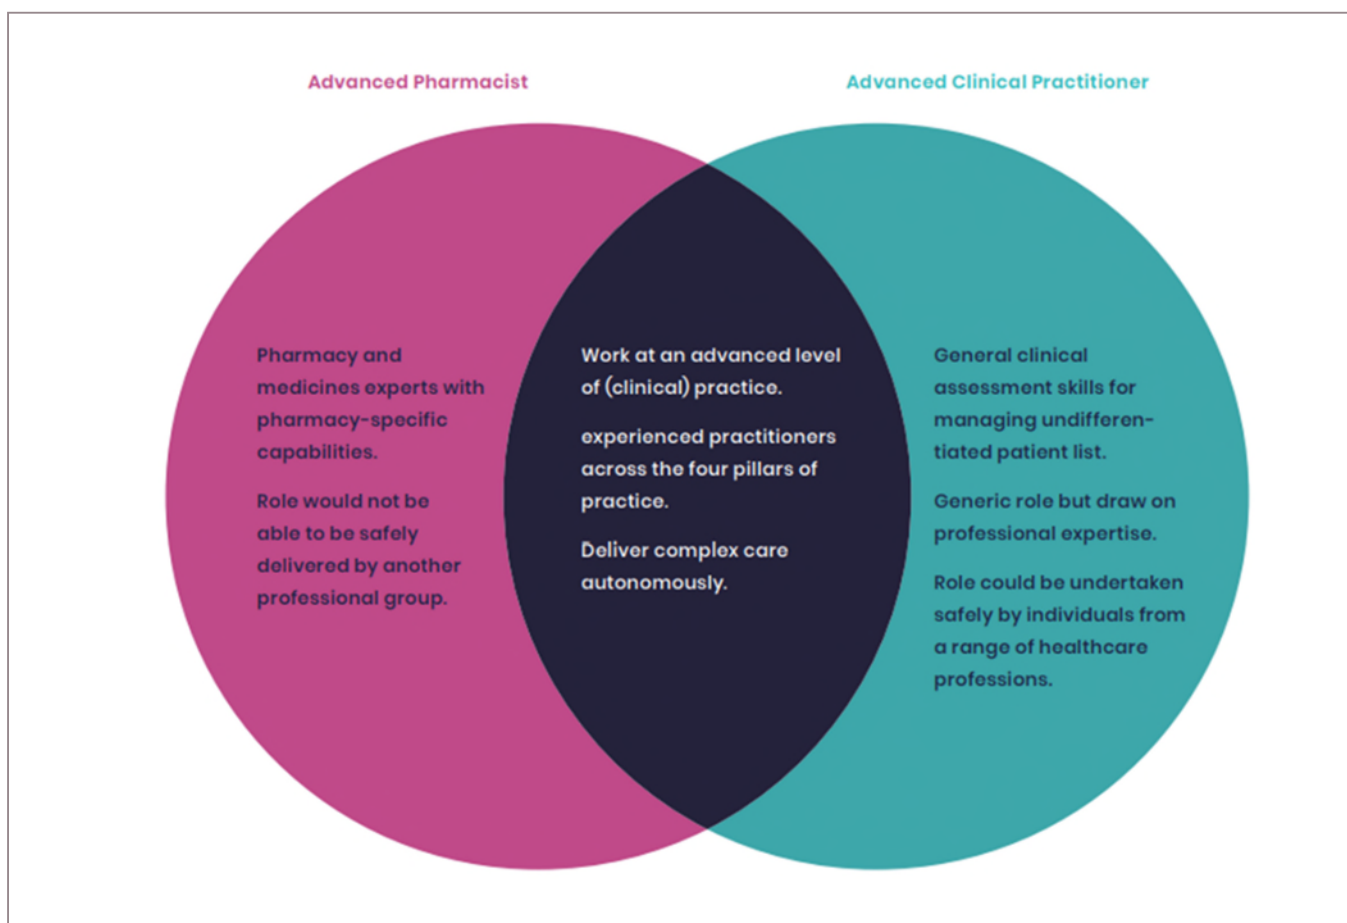 Advanced Pharmacist
Advanced Clinical Practitioner
Pharmacy and
medicines experts with
pharmacy-specific
capabilities.
Role would not be
able to be safely
delivered by another
professional group.
Work at an advanced level
of (clinical) practice.
experienced practitioners
across the four pillars of
practice.
Deliver complex care
autonomously.
General clinical
assessment skills for
managing undifferen-
tiated patient list.
Generic role but draw on
professional expertise.
Role could be undertaken
safely by individuals from
a range of healthcare
professions.